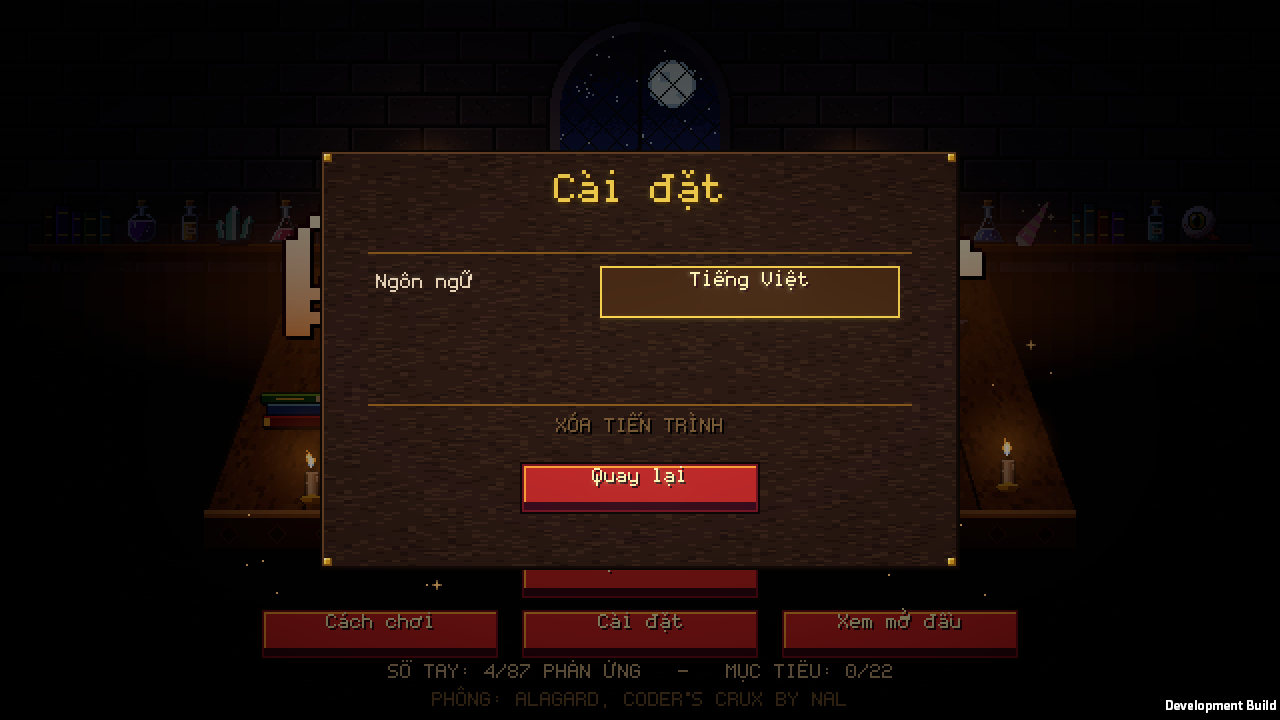 Cài đặt
Ngôn ngữ
Tiếng Việt
XÓA TIẾN TRÌNH
Quay lại
Cách chơi
Cài đặt
Xem mở đầu
SỔ TAY: 4/87 PHẢN ỨNG — MỤC TIÊU: 0/22
PHÔNG: ALAGARD, CODER'S CRUX BY NAL
Development Build